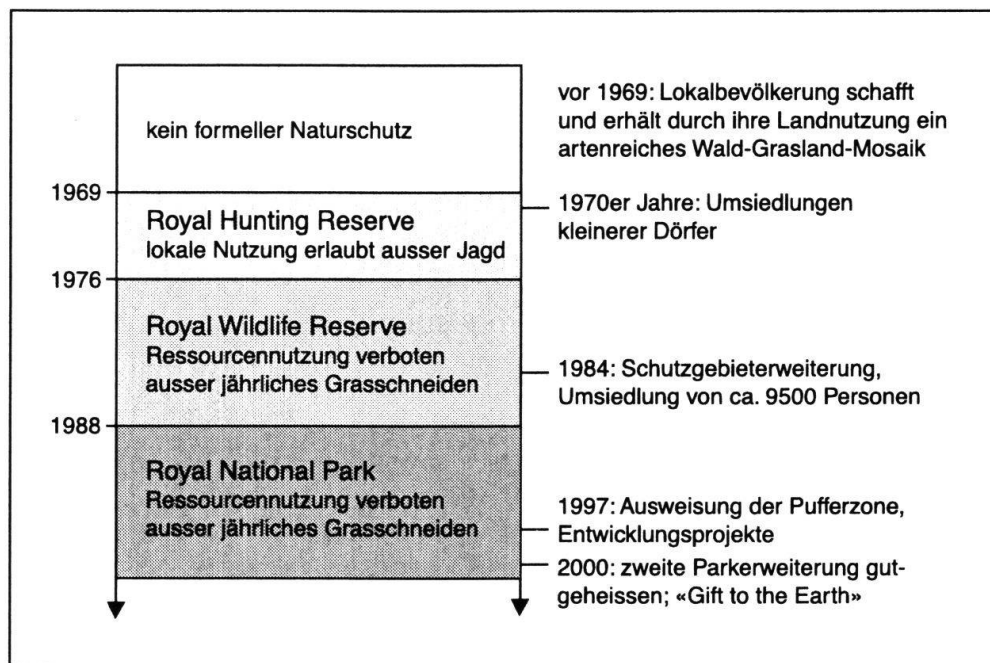 kein formeller Naturschutz
vor 1969: Lokalbevölkerung schafft
und erhält durch ihre Landnutzung ein
artenreiches Wald-Grasland-Mosaik
1969
Royal Hunting Reserve
lokale Nutzung erlaubt ausser Jagd
1970er Jahre: Umsiedlungen
kleinerer Dörfer
1976
Royal Wildlife Reserve
Ressourcennutzung verboten
ausser jährliches Grasschneiden
1984: Schutzgebieterweiterung,
Umsiedlung von ca. 9500 Personen
1988
Royal National Park
Ressourcennutzung verboten
ausser jährliches Grasschneiden
1997: Ausweisung der Pufferzone,
Entwicklungsprojekte
2000: zweite Parkerweiterung gut-
geheissen; «Gift to the Earth»